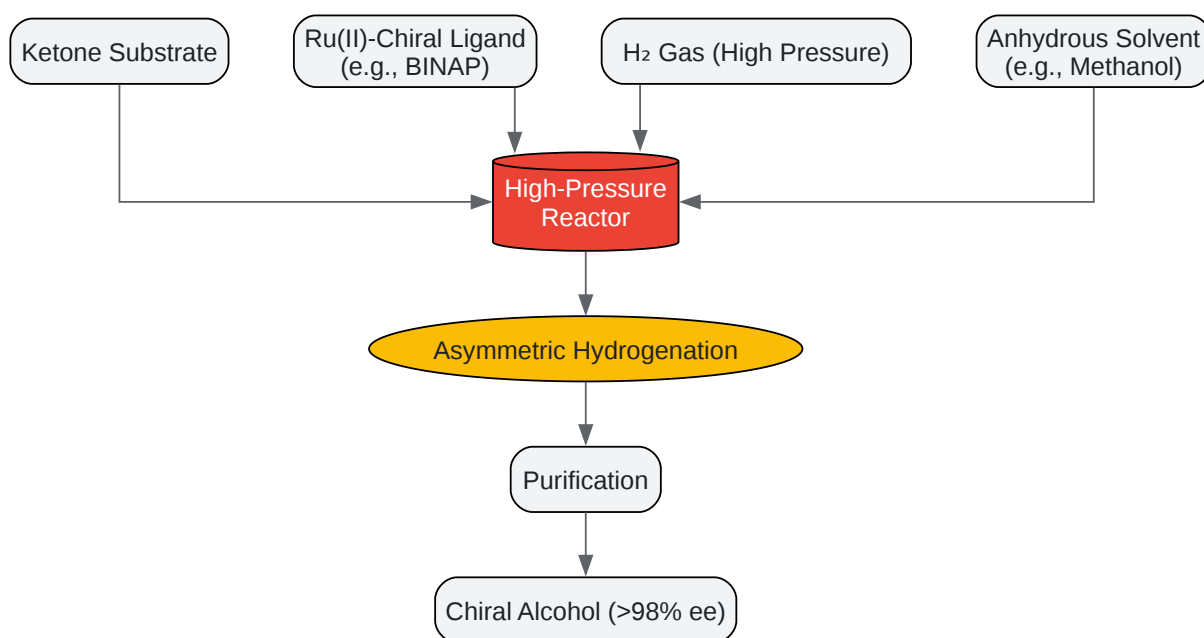 Ketone Substrate
Ru(II)-Chiral Ligand
(e.g., BINAP)
H₂ Gas (High Pressure)
Anhydrous Solvent
(e.g., Methanol)
High-Pressure
Reactor
Asymmetric Hydrogenation
Purification
Chiral Alcohol (>98% ee)